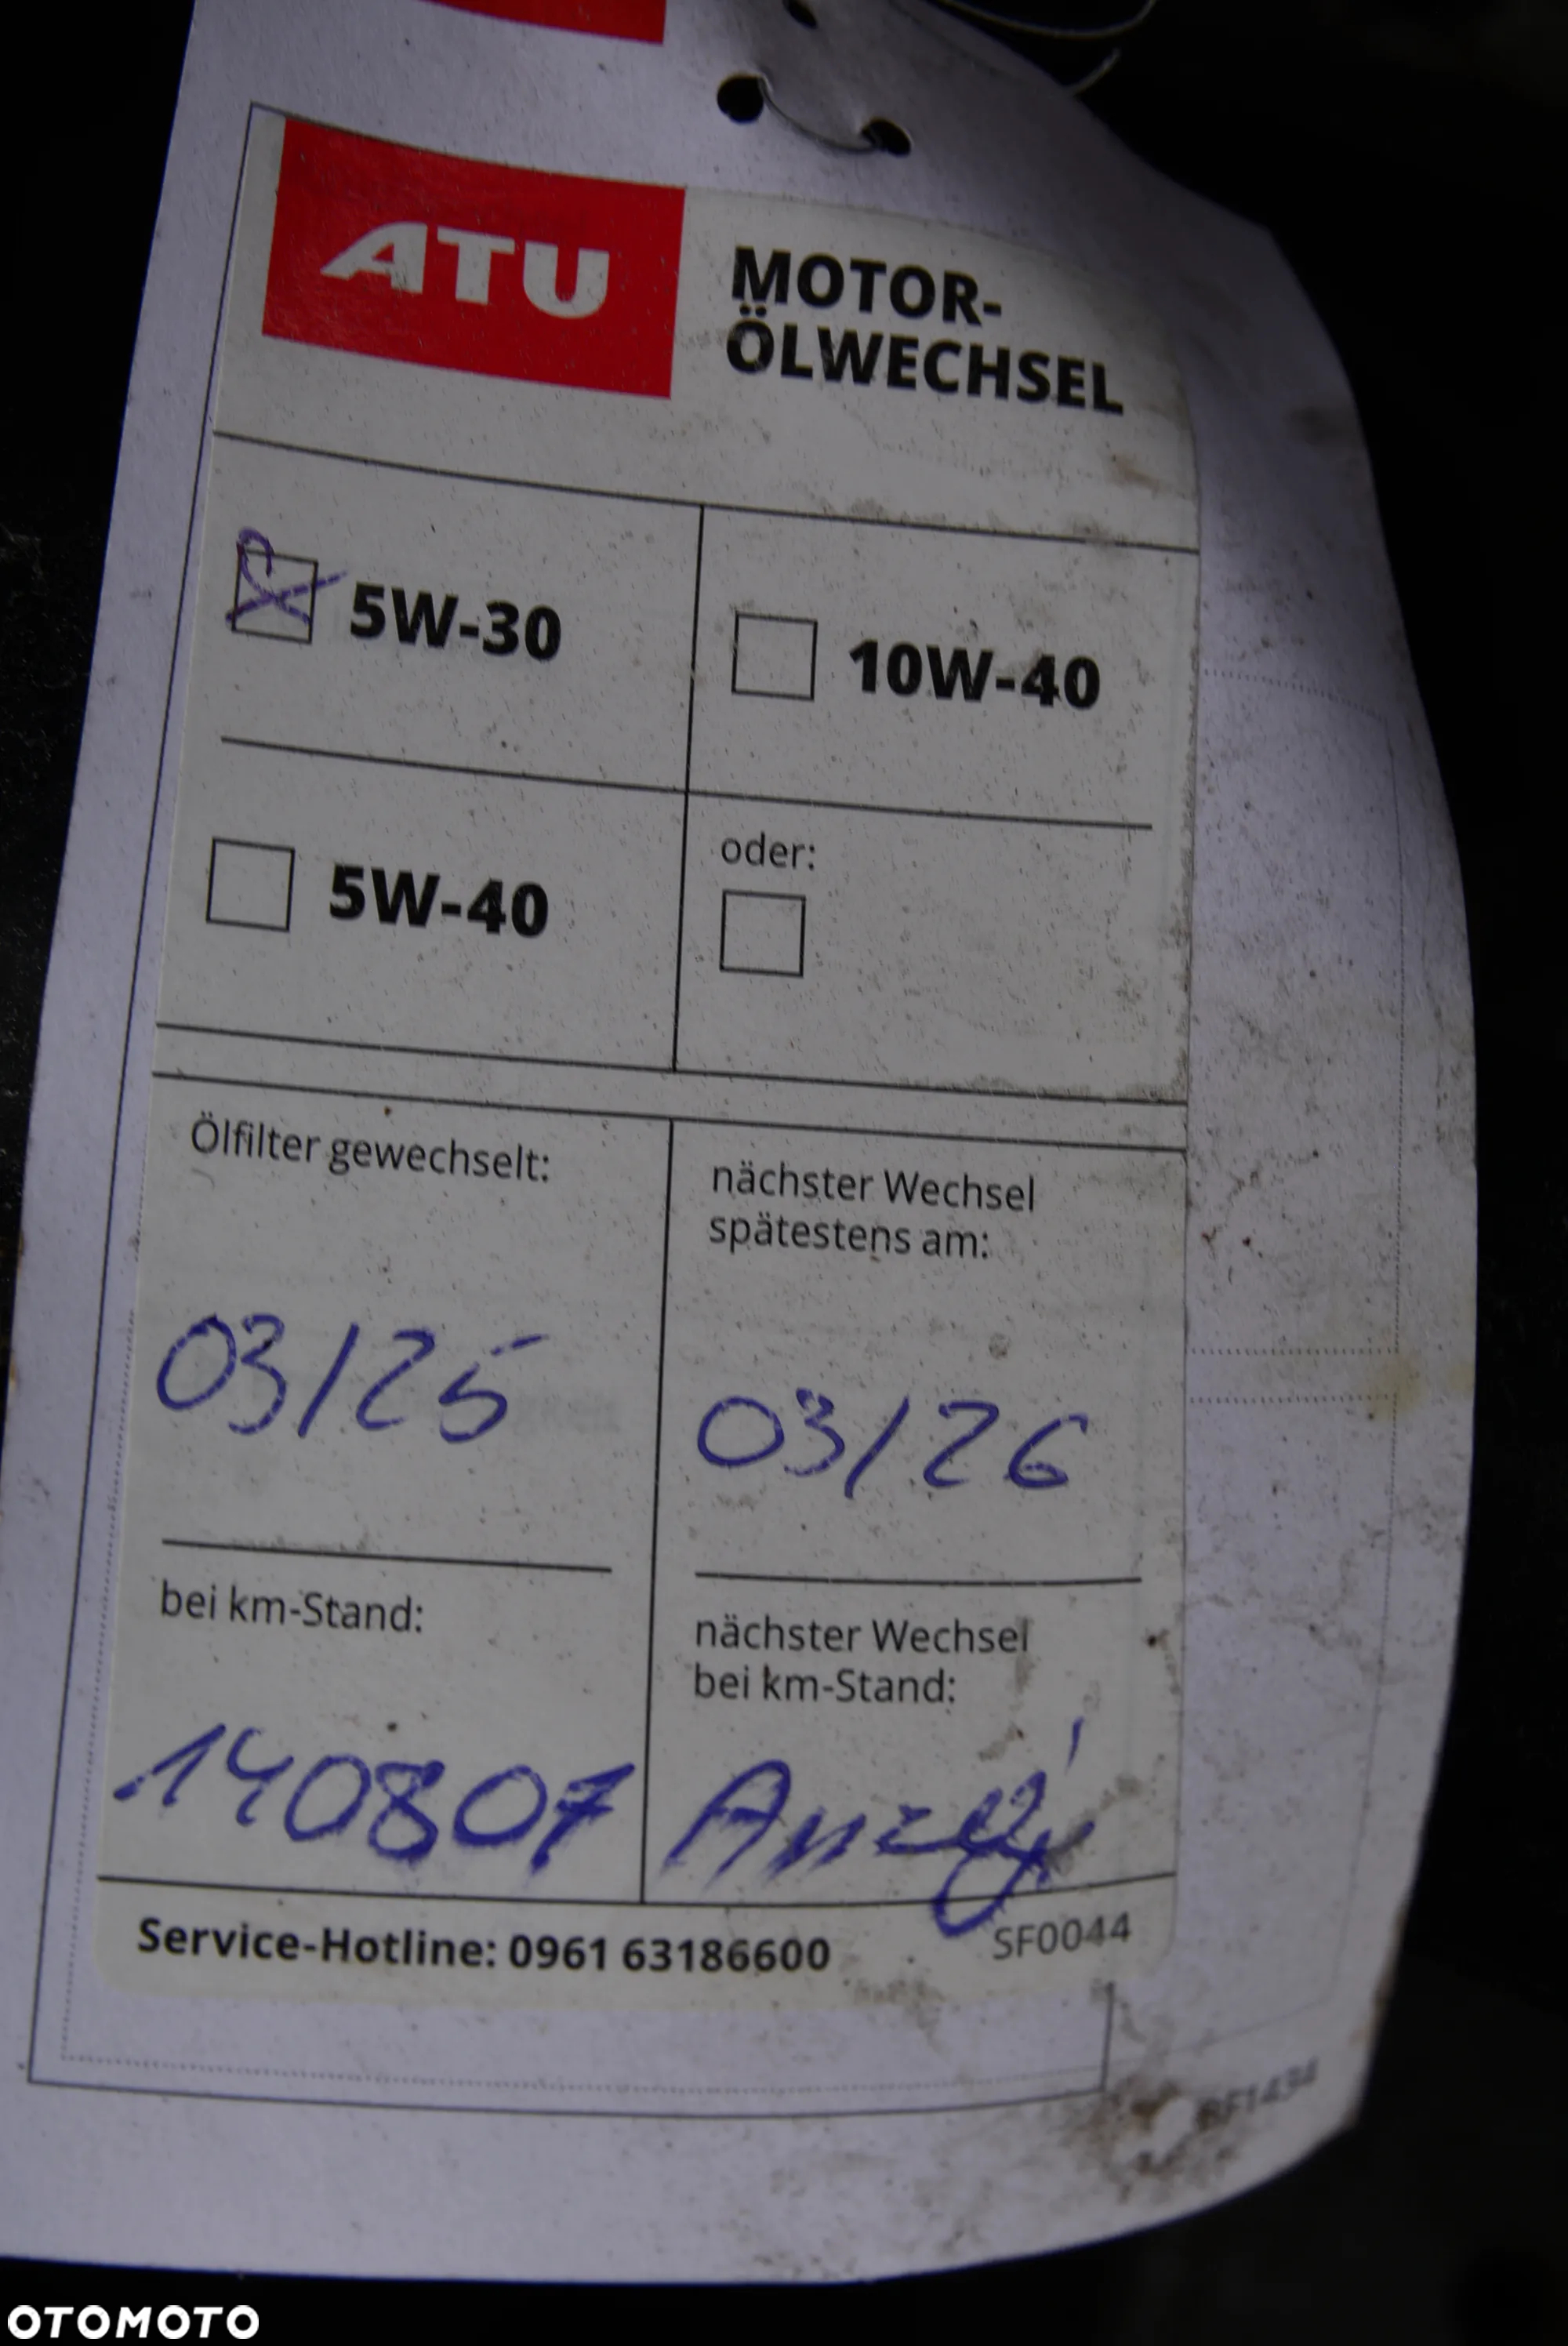 ATU
MOTOR-
ÖLWECHSEL
5W-30
10W-40
5W-40
oder:
Ölfilter gewechselt:
03/25
nächster Wechsel
spätestens am:
03/26
bei km-Stand:
140807
nächster Wechsel
bei km-Stand:
Service-Hotline: 0961 63186600
SF0044
OTOMOTO